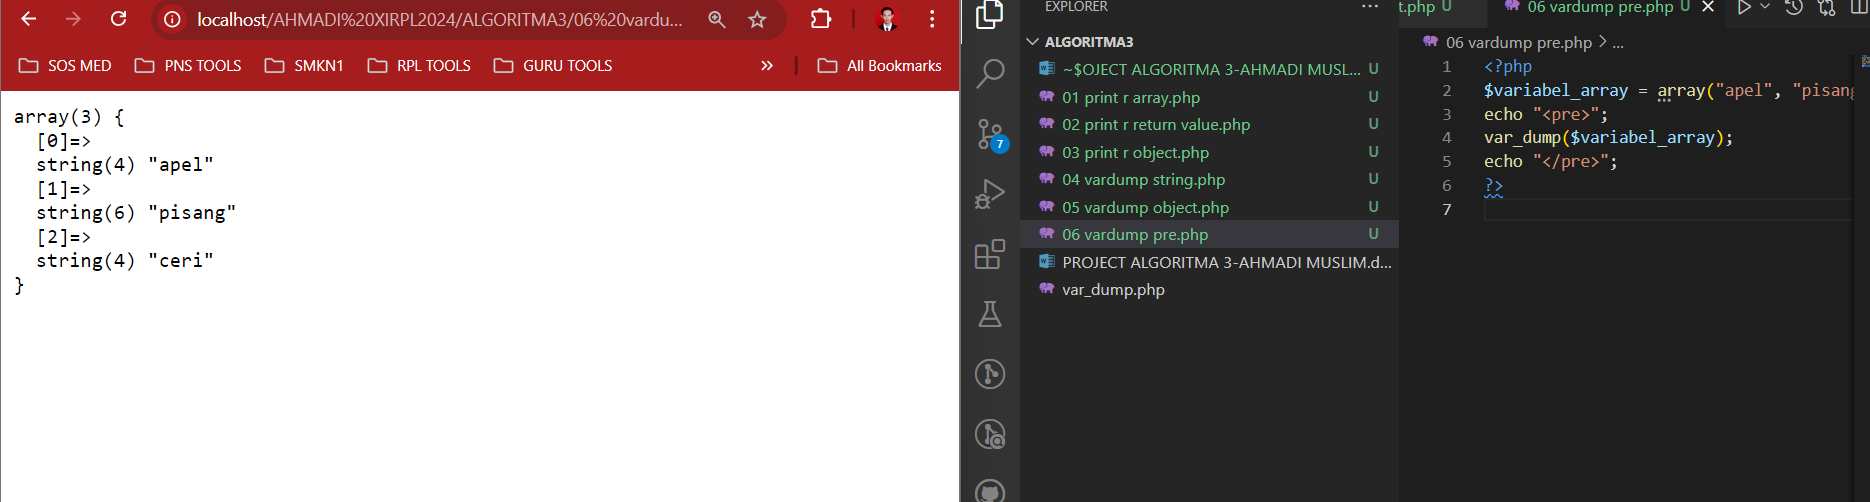 localhost/AHMADI%20XIRPL2024/ALGORITMA3/06%20vardu...
SOS MED
PNS TOOLS
SMKN1
RPL TOOLS
GURU TOOLS
»
All Bookmarks
array(3) {
  [0]=>
  string(4) "apel"
  [1]=>
  string(6) "pisang"
  [2]=>
  string(4) "ceri"
}
EXPLORER
ALGORITMA3
~$OJECT ALGORITMA 3-AHMADI MUSL... U
01 print r array.php U
02 print r return value.php U
03 print r object.php U
04 vardump string.php U
05 vardump object.php U
06 vardump pre.php U
PROJECT ALGORITMA 3-AHMADI MUSLIM.d...
var_dump.php
7
t.php U
06 vardump pre.php U
06 vardump pre.php > ...
1 <?php
2 $variabel_array = array("apel", "pisang
3 echo "<pre>";
4 var_dump($variabel_array);
5 echo "</pre>";
6 ?>
7